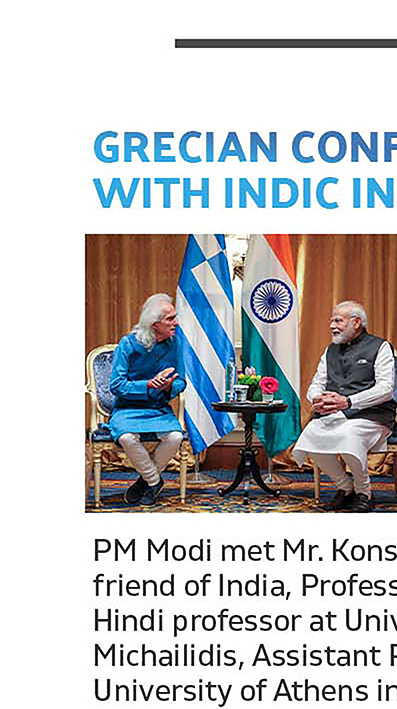 GRECIAN CONF
WITH INDIC IN
PM Modi met Mr. Kons
friend of India, Profess
Hindi professor at Univ
Michailidis, Assistant P
University of Athens in